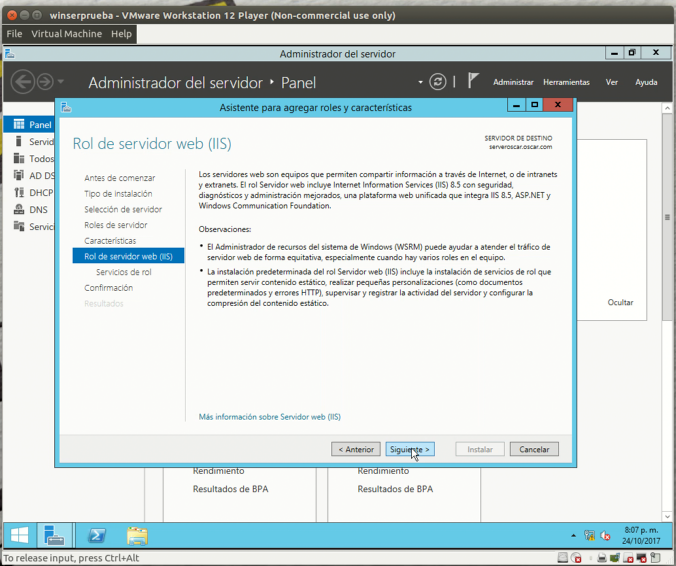 winserprueba - VMware Workstation 12 Player (Non-commercial use only)
File Virtual Machine Help
Administrador del servidor
Administrador del servidor ‣ Panel
Administrar Herramientas Ver Ayuda
Asistente para agregar roles y características
Panel
Servid
Todos
AD DS
DHCP
DNS
Servici
Rol de servidor web (IIS)
SERVIDOR DE DESTINO
serveroscar.oscar.com
Antes de comenzar
Tipo de instalación
Selección de servidor
Roles de servidor
Características
Rol de servidor web (IIS)
Servicios de rol
Confirmación
Resultados
Los servidores web son equipos que permiten compartir información a través de Internet, o de intranets
y extranets. El rol Servidor web incluye Internet Information Services (IIS) 8.5 con seguridad,
diagnósticos y administración mejorados, una plataforma web unificada que integra IIS 8.5, ASP.NET y
Windows Communication Foundation.
Observaciones:
• El Administrador de recursos del sistema de Windows (WSRM) puede ayudar a atender el tráfico de
servidor web de forma equitativa, especialmente cuando hay varios roles en el equipo.
• La instalación predeterminada del rol Servidor web (IIS) incluye la instalación de servicios de rol que
permiten servir contenido estático, realizar pequeñas personalizaciones (como documentos
predeterminados y errores HTTP), supervisar y registrar la actividad del servidor y configurar la
compresión del contenido estático.
Más información sobre Servidor web (IIS)
< Anterior Siguiente > Instalar Cancelar
Ocultar
Rendimiento Rendimiento
Resultados de BPA Resultados de BPA
8:07 p. m.
24/10/2017
To release input, press Ctrl+Alt